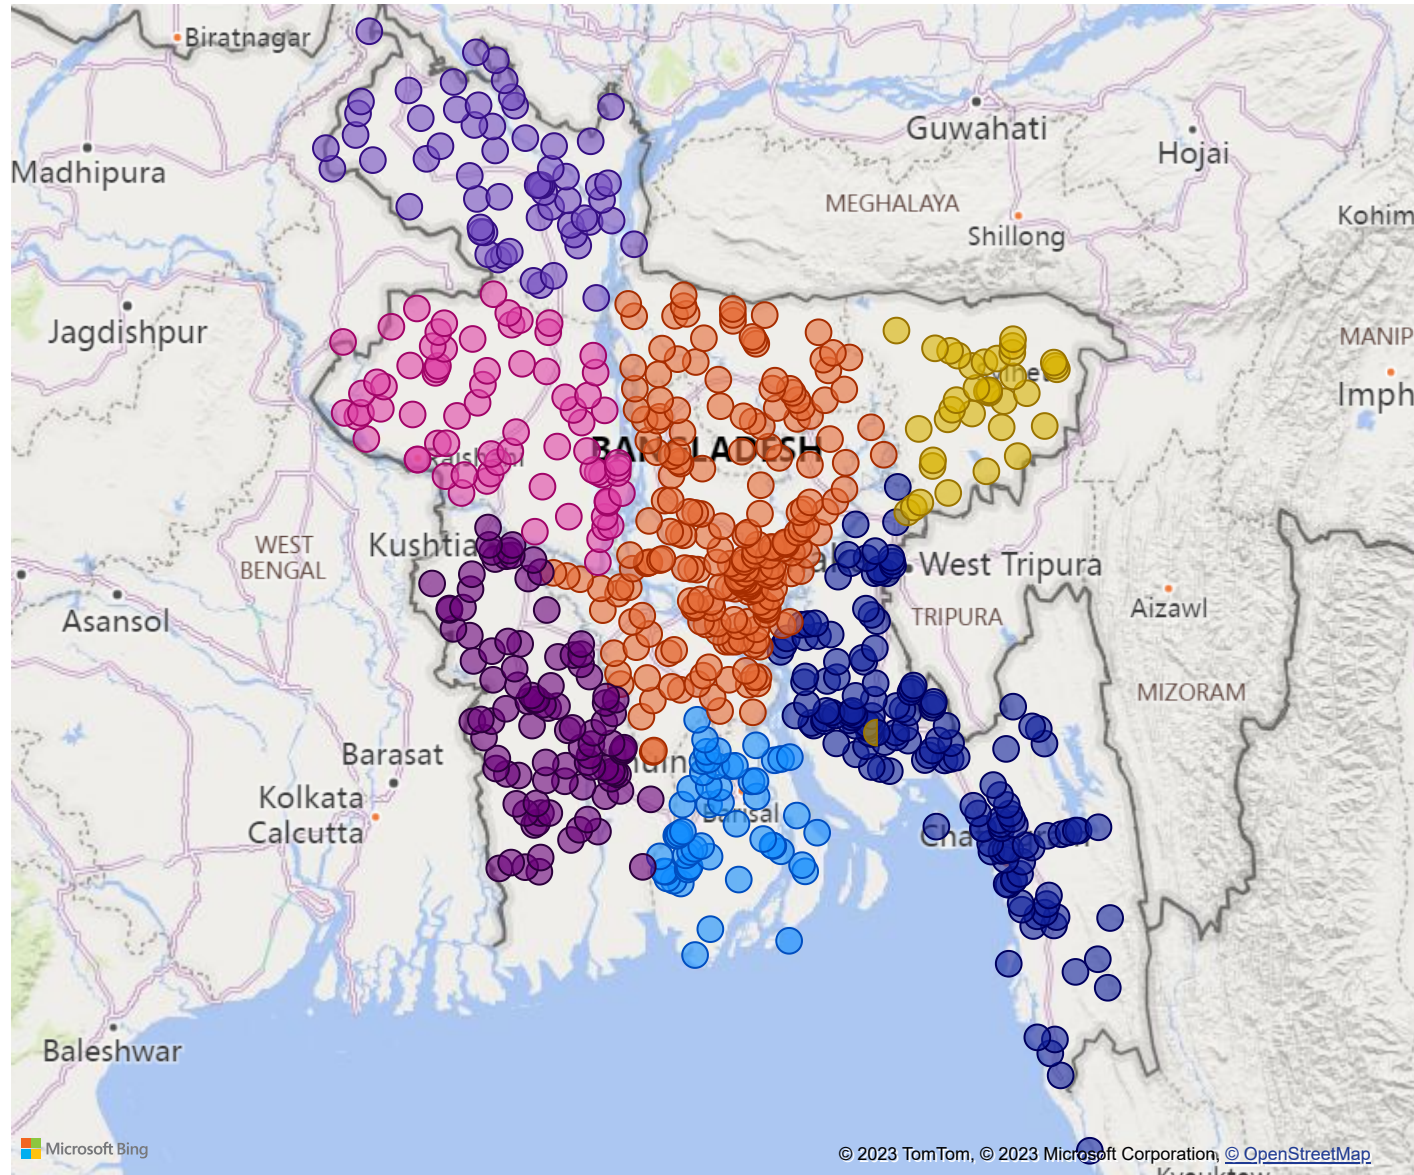 Biratnagar
Guwahati
Hojai
Madhipura
MEGHALAYA
Kohim
Shillong
Jagdishpur
MANIP
Imph
BANGLADESH
Kushtia
WEST
BENGAL
West Tripura
Asansol
TRIPURA
Aizawl
MIZORAM
Barasat
Kolkata
Calcutta
Barisal
Baleshwar
Microsoft Bing
© 2023 TomTom, © 2023 Microsoft Corporation, © OpenStreetMap